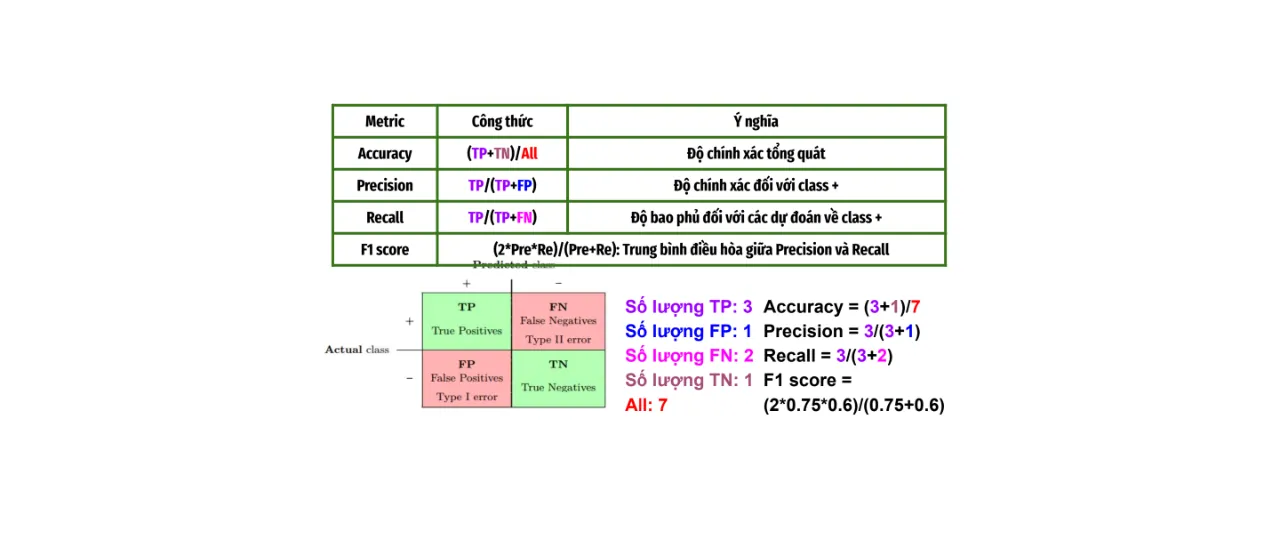 Metric Công thức Ý nghĩa
Accuracy (TP+TN)/All Độ chính xác tổng quát
Precision TP/(TP+FP) Độ chính xác đối với class +
Recall TP/(TP+FN) Độ bao phủ đối với các dự đoán về class +
F1 score (2*Pre*Re)/(Pre+Re): Trung bình điều hòa giữa Precision và Recall
Predicted class
+ −
TP FN
+ True Positives False Negatives
Type II error
Actual class
FP TN
− False Positives True Negatives
Type I error
Số lượng TP: 3 Accuracy = (3+1)/7
Số lượng FP: 1 Precision = 3/(3+1)
Số lượng FN: 2 Recall = 3/(3+2)
Số lượng TN: 1 F1 score =
All: 7 (2*0.75*0.6)/(0.75+0.6)